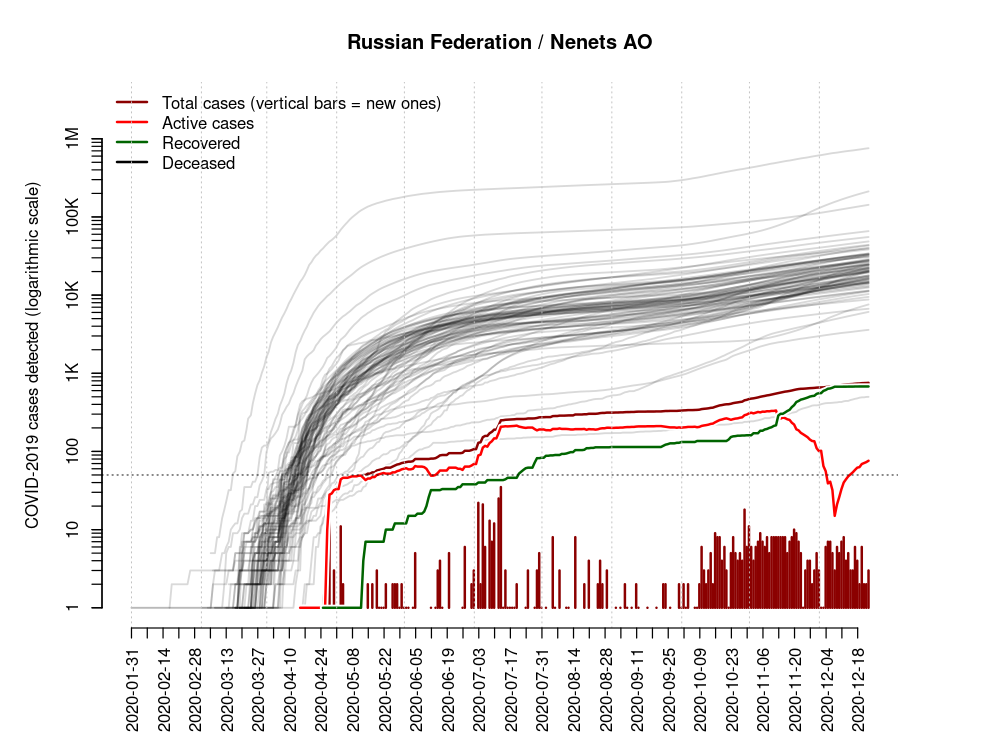 Russian Federation / Nenets AO
Total cases (vertical bars = new ones)
Active cases
Recovered
Deceased
COVID-2019 cases detected (logarithmic scale)
1M
100K
10K
1K
100
10
1
2020-01-31
2020-02-14
2020-02-28
2020-03-13
2020-03-27
2020-04-10
2020-04-24
2020-05-08
2020-05-22
2020-06-05
2020-06-19
2020-07-03
2020-07-17
2020-07-31
2020-08-14
2020-08-28
2020-09-11
2020-09-25
2020-10-09
2020-10-23
2020-11-06
2020-11-20
2020-12-04
2020-12-18